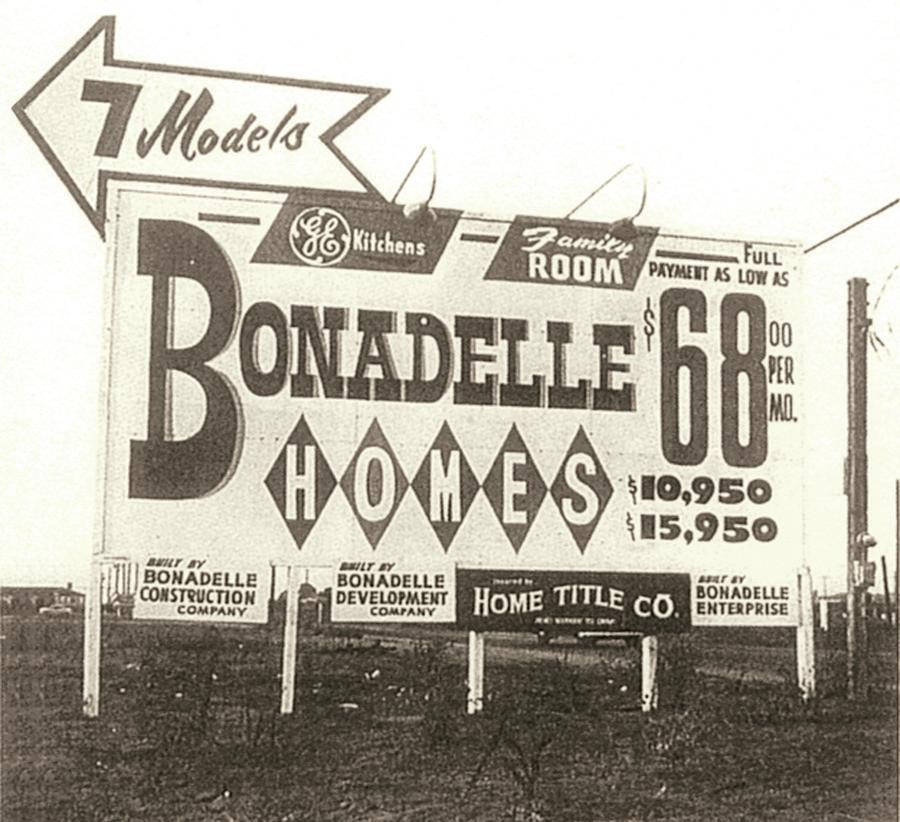 7 Models
GE Kitchens
Family
ROOM
FULL
PAYMENT AS LOW AS
$68 00
PER
MO.
BONADELLE
HOMES
$10,950
$15,950
BUILT BY
BONADELLE
CONSTRUCTION
COMPANY
BUILT BY
BONADELLE
DEVELOPMENT
COMPANY
Insured by
HOME TITLE CO.
BUILT BY
BONADELLE
ENTERPRISE